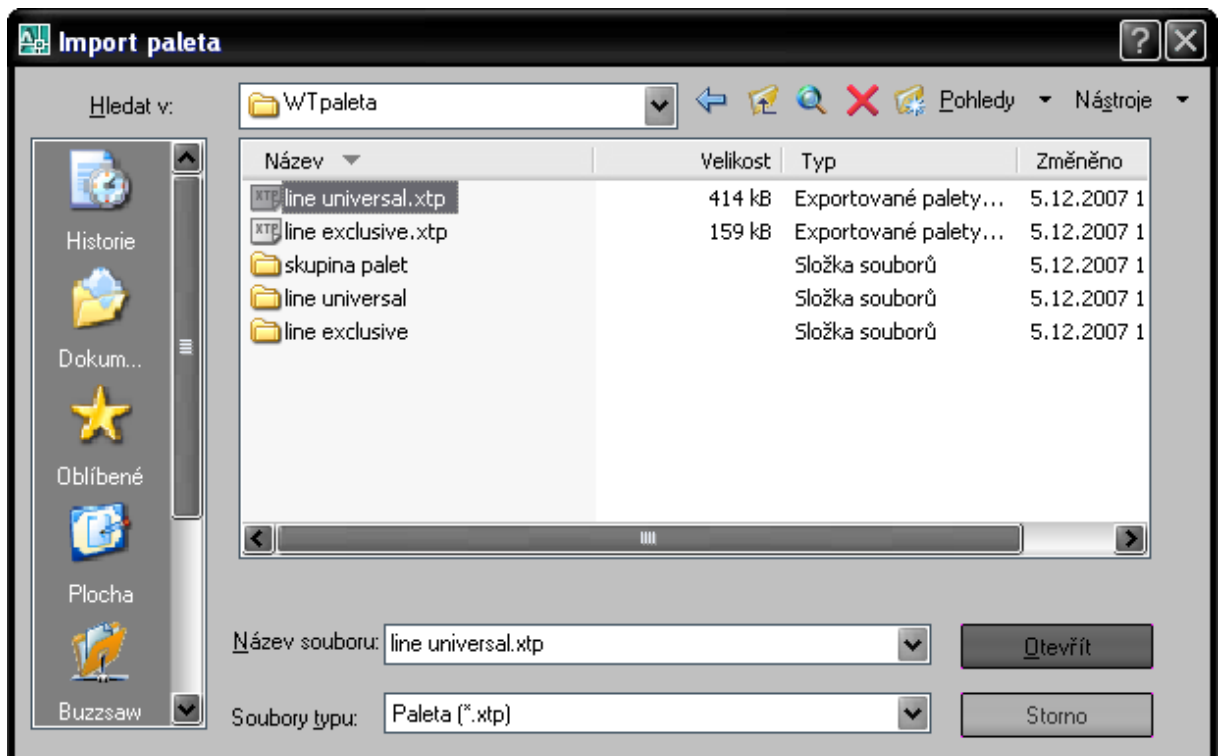 Import paleta
Hledat v: WTpaleta Pohledy Nástroje
Název Velikost Typ Změněno
line universal.xtp 414 kB Exportované palety... 5.12.2007 1
line exclusive.xtp 159 kB Exportované palety... 5.12.2007 1
skupina palet Složka souborů 5.12.2007 1
line universal Složka souborů 5.12.2007 1
line exclusive Složka souborů 5.12.2007 1
Historie
Dokum...
Oblíbené
Plocha
Buzzsaw
Název souboru: line universal.xtp Otevřít
Soubory typu: Paleta (*.xtp) Storno